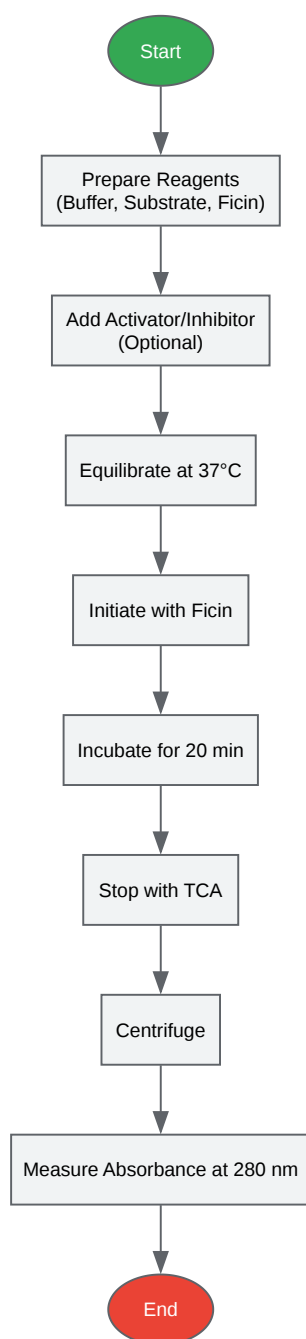 Start
Prepare Reagents
(Buffer, Substrate, Ficin)
Add Activator/Inhibitor
(Optional)
Equilibrate at 37°C
Initiate with Ficin
Incubate for 20 min
Stop with TCA
Centrifuge
Measure Absorbance at 280 nm
End